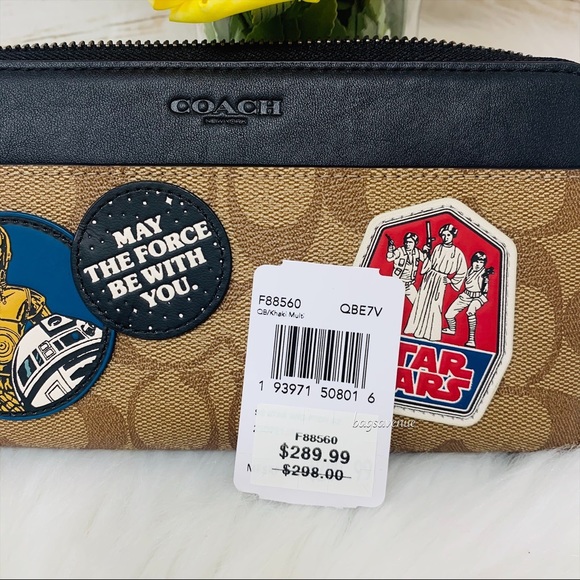 COACH
MAY
THE FORCE
BE WITH
YOU.
STAR
WARS
F88560 QBE7V
QB/Khaki Multi
1 93971 50801 6
F88560
$289.99
$298.00
bagsavenue